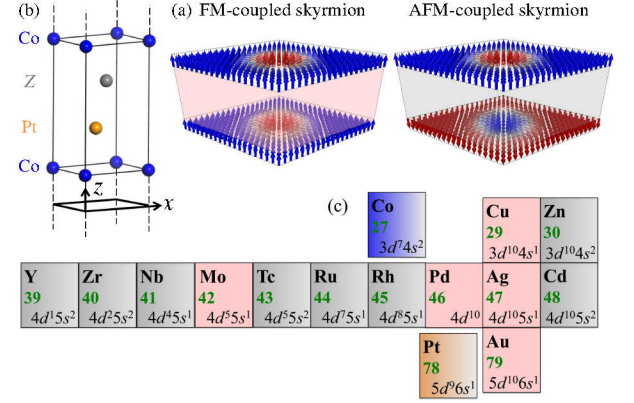 (b)
Co
Z
Pt
Co
z
x
(a) FM-coupled skyrmion
AFM-coupled skyrmion
(c)
Co
27
3d⁷4s²
Cu
29
3d¹⁰4s¹
Zn
30
3d¹⁰4s²
Y
39
4d¹5s²
Zr
40
4d²5s²
Nb
41
4d⁴5s¹
Mo
42
4d⁵5s¹
Tc
43
4d⁵5s²
Ru
44
4d⁷5s¹
Rh
45
4d⁸5s¹
Pd
46
4d¹⁰
Ag
47
4d¹⁰5s¹
Cd
48
4d¹⁰5s²
Pt
78
5d⁹6s¹
Au
79
5d¹⁰6s¹